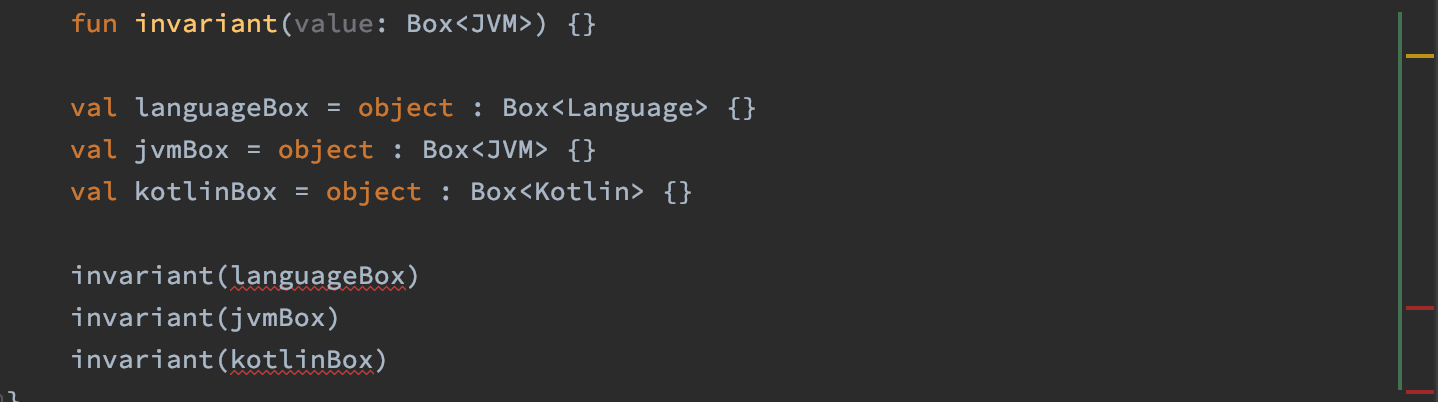 fun invariant(value: Box<JVM>) {}
val languageBox = object : Box<Language> {}
val jvmBox = object : Box<JVM> {}
val kotlinBox = object : Box<Kotlin> {}
invariant(languageBox)
invariant(jvmBox)
invariant(kotlinBox)
}